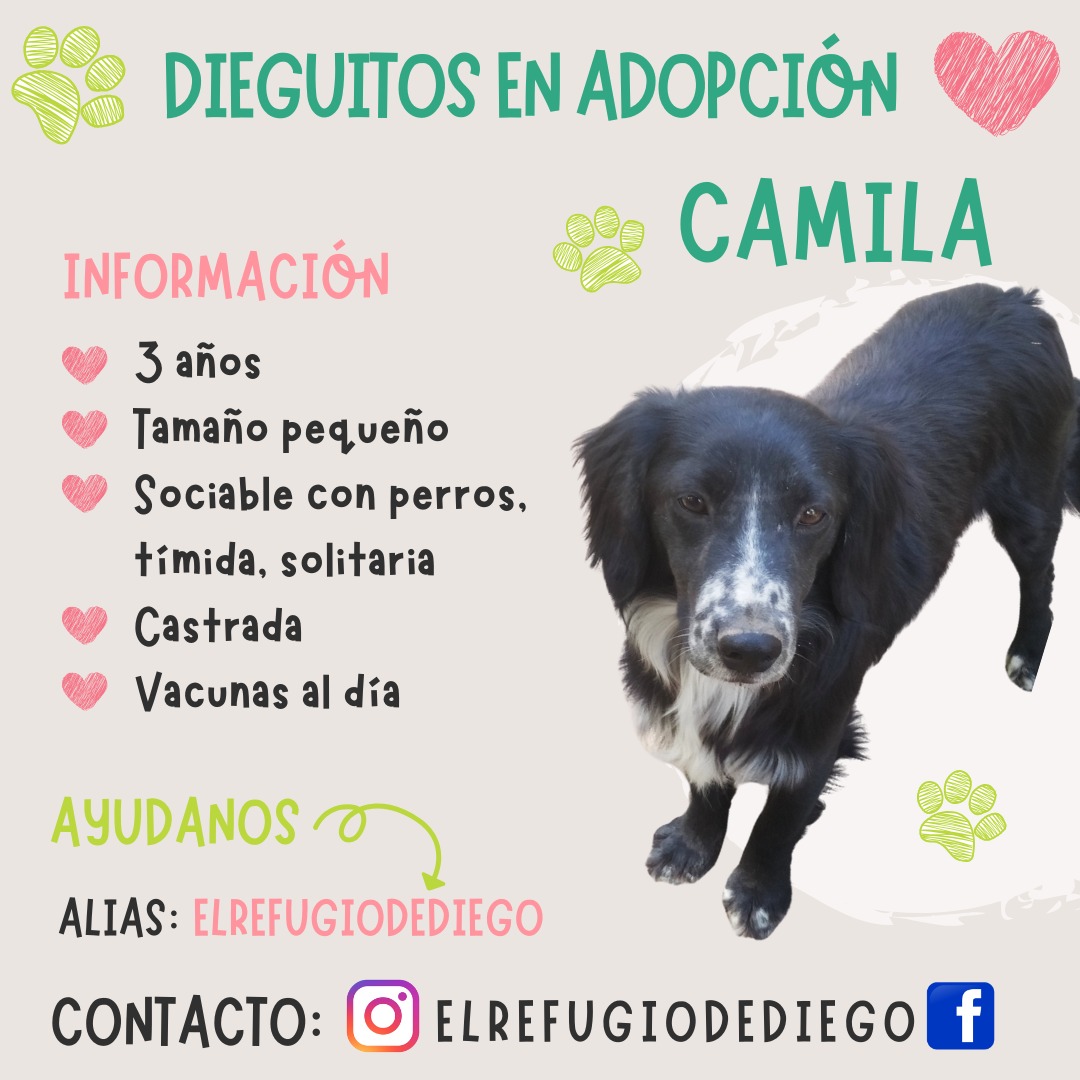 DIEGUITOS EN ADOPCIÓN
CAMILA
INFORMACIÓN
3 años
Tamaño pequeño
Sociable con perros,
tímida, solitaria
Castrada
Vacunas al día
AYUDANOS
ALIAS: ELREFUGIODEDIEGO
CONTACTO: ELREFUGIODEDIEGO